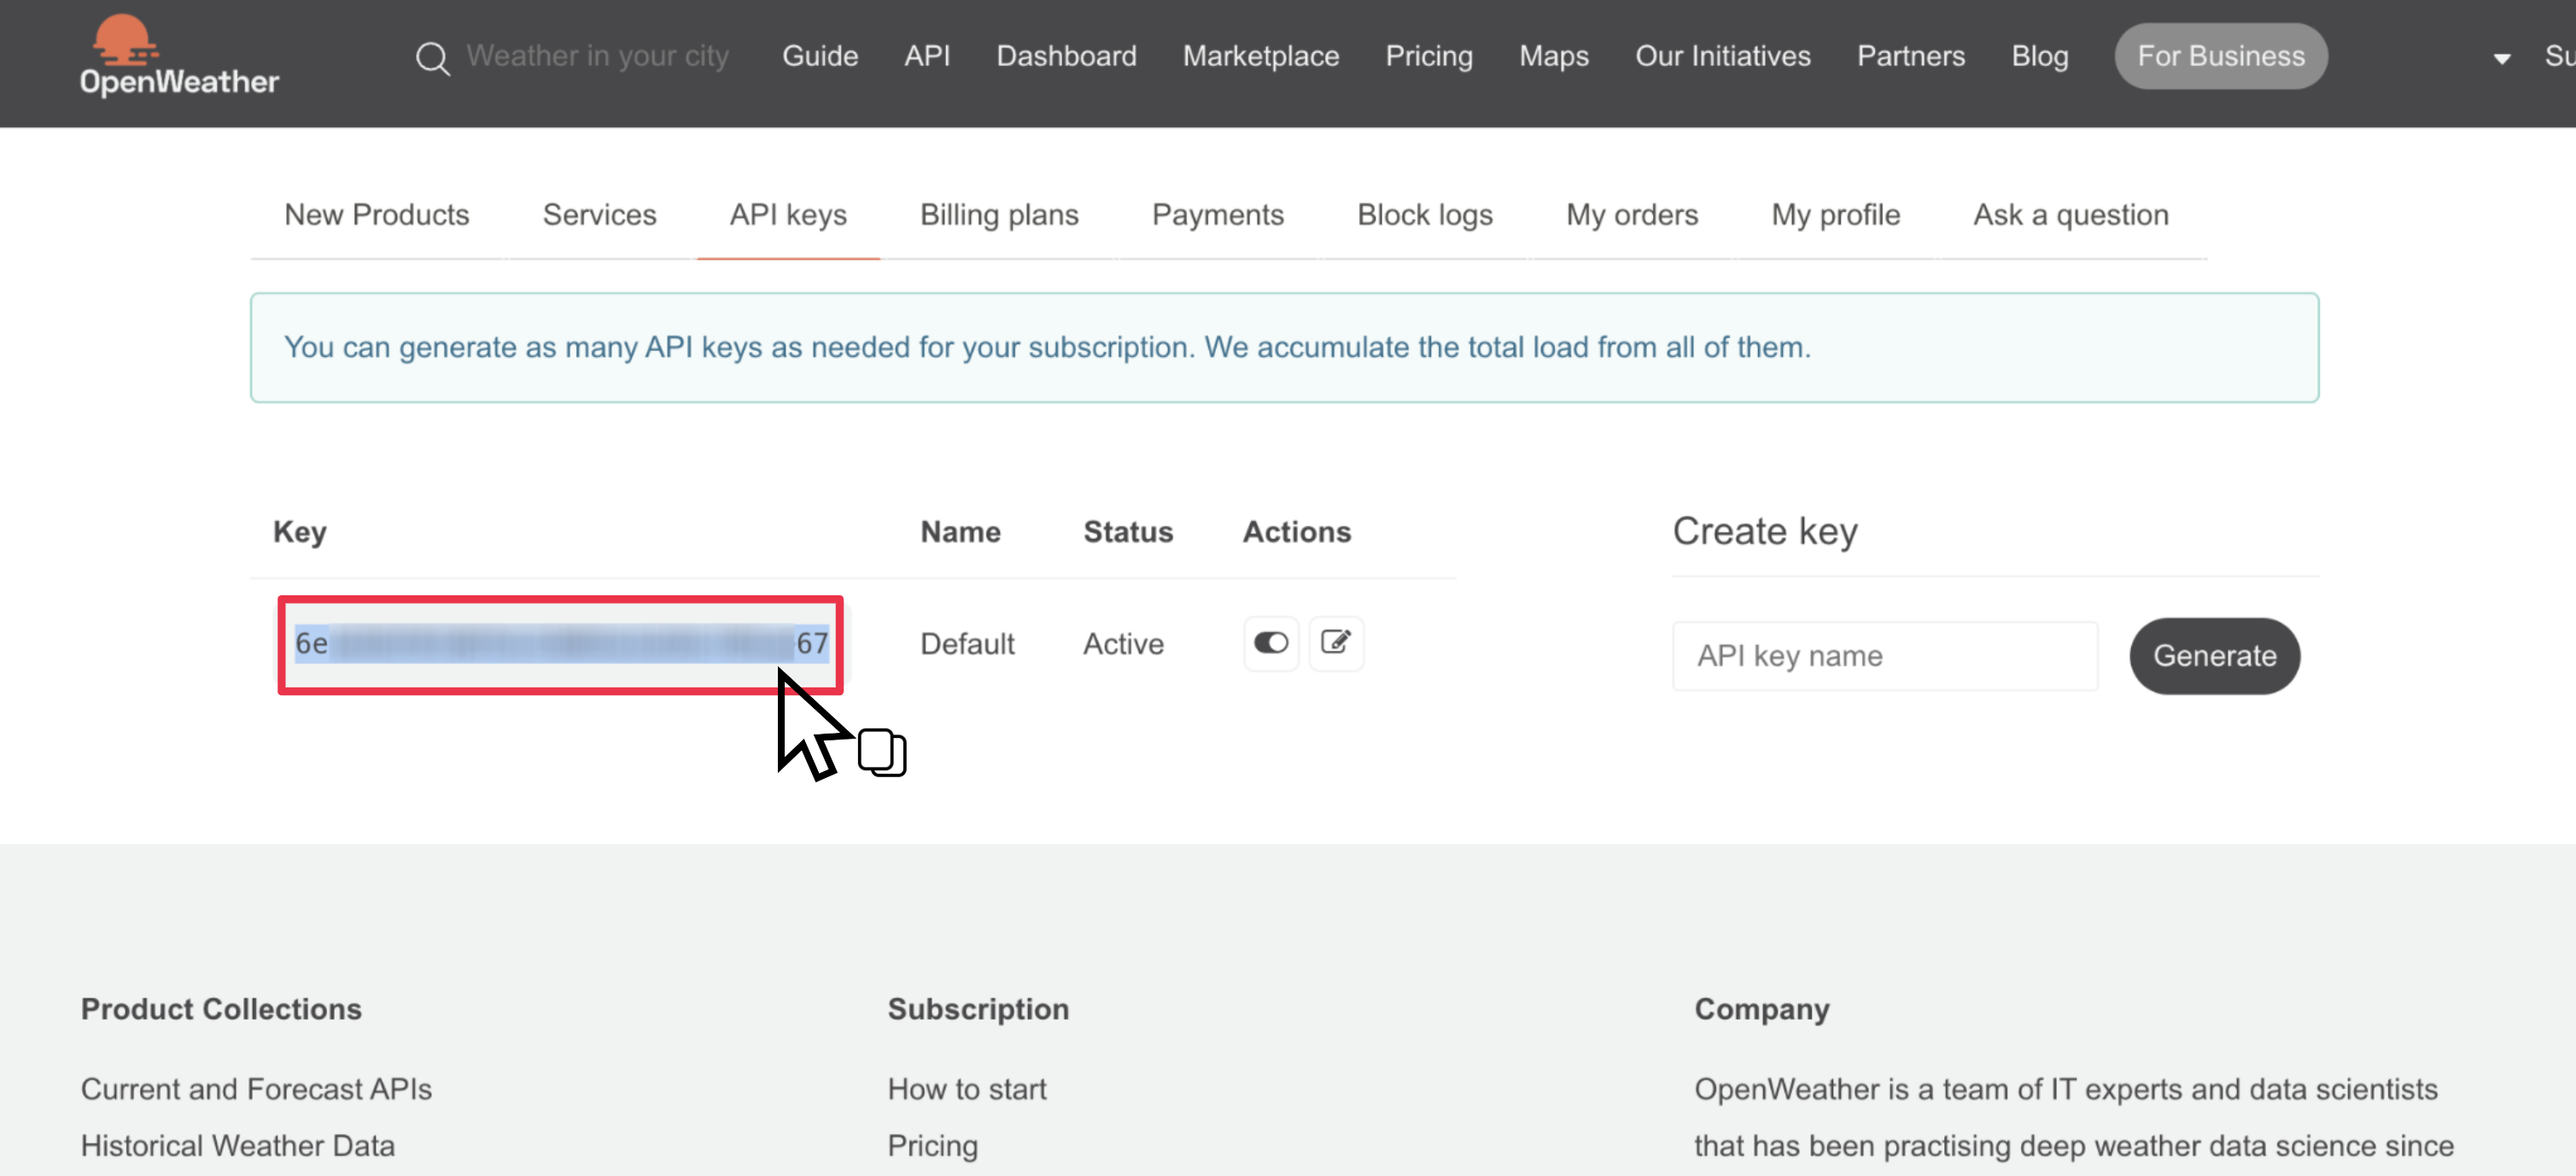 OpenWeather
Weather in your city Guide API Dashboard Marketplace Pricing Maps Our Initiatives Partners Blog For Business Su
New Products Services API keys Billing plans Payments Block logs My orders My profile Ask a question
You can generate as many API keys as needed for your subscription. We accumulate the total load from all of them.
Key Name Status Actions
6e 67 Default Active
Create key
API key name Generate
Product Collections
Current and Forecast APIs
Historical Weather Data
Subscription
How to start
Pricing
Company
OpenWeather is a team of IT experts and data scientists
that has been practising deep weather data science since